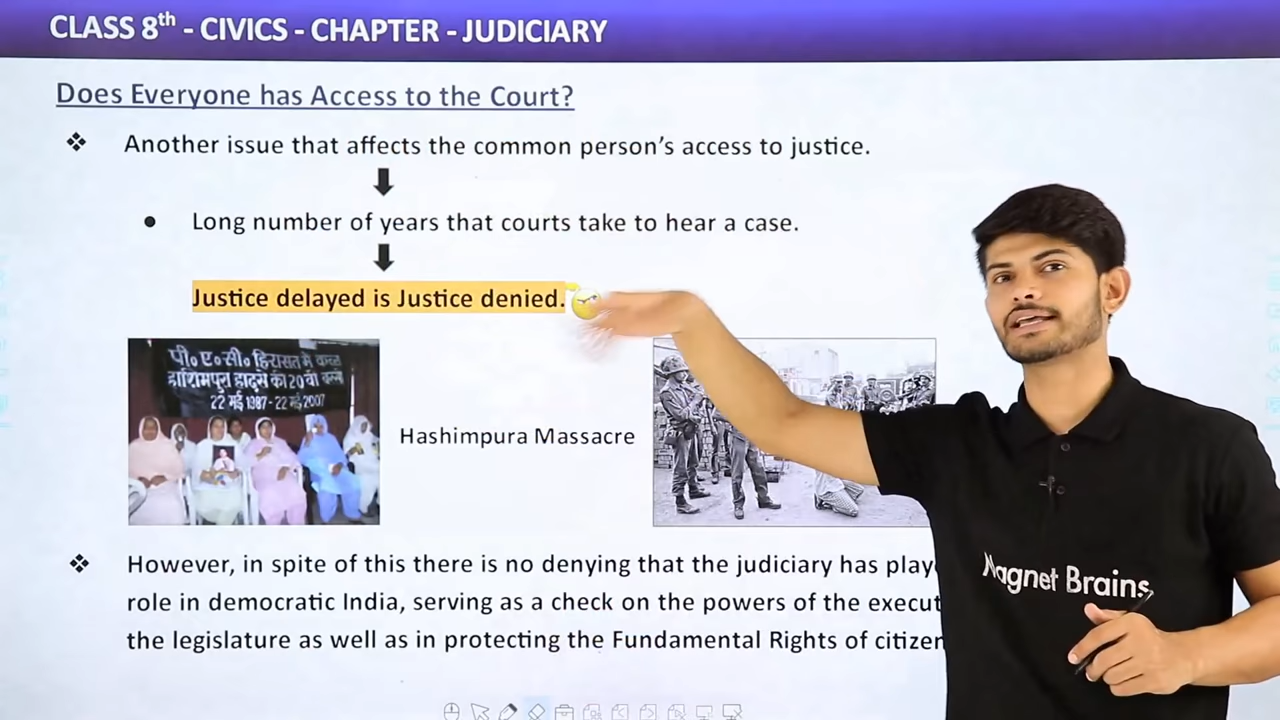 CLASS 8th - CIVICS - CHAPTER - JUDICIARY
Does Everyone has Access to the Court?
Another issue that affects the common person's access to justice.
Long number of years that courts take to hear a case.
Justice delayed is Justice denied.
पी० ए० सी० हिरासत में
हाशिमपुरा हादसे की 20 वीं बरसी
22 मई 1987 - 22 मई 2007
Hashimpura Massacre
However, in spite of this there is no denying that the judiciary has
role in democratic India, serving as a check on the powers of the
the legislature as well as in protecting the Fundamental Rights of
Magnet Brains